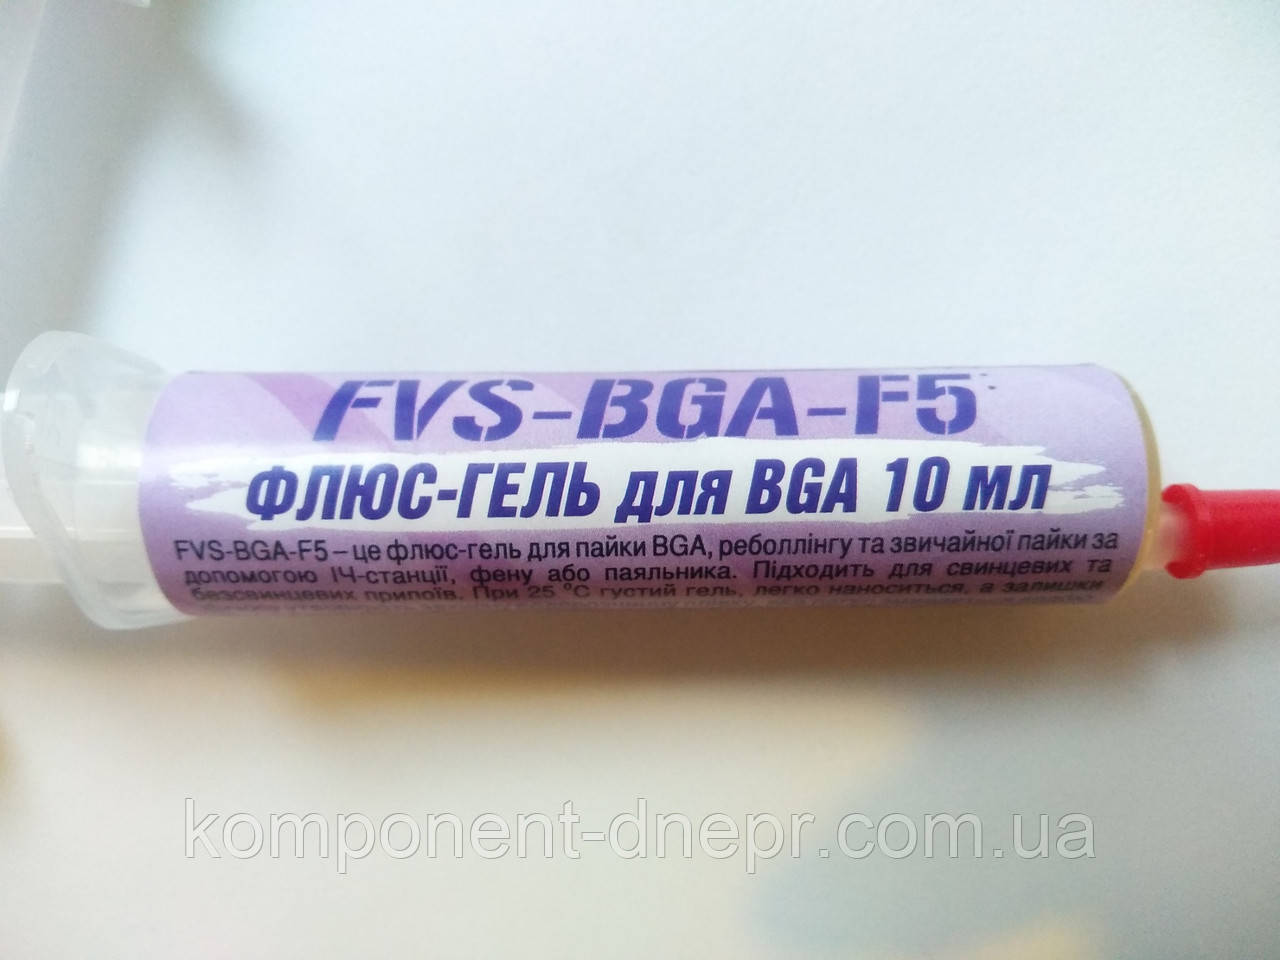 FVS-BGA-F5
ФЛЮС-ГЕЛЬ для BGA 10 мл
FVS-BGA-F5 – це флюс-гель для пайки BGA, реболлінгу та звичайної пайки за
допомогою ІЧ-станції, фену або паяльника. Підходить для свинцевих та
безсвинцевих припоїв. При 25 °С густий гель, легко наноситься, а залишки
komponent-dnepr.com.ua